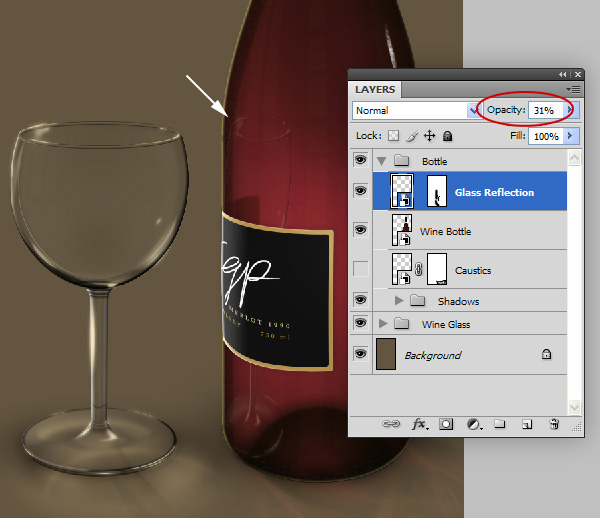 LAYERS
Normal
Opacity: 31%
Lock:
Fill: 100%
Bottle
Glass Reflection
Wine Bottle
Caustics
Shadows
Wine Glass
Background
MERLOT 1990
750 ml
fx